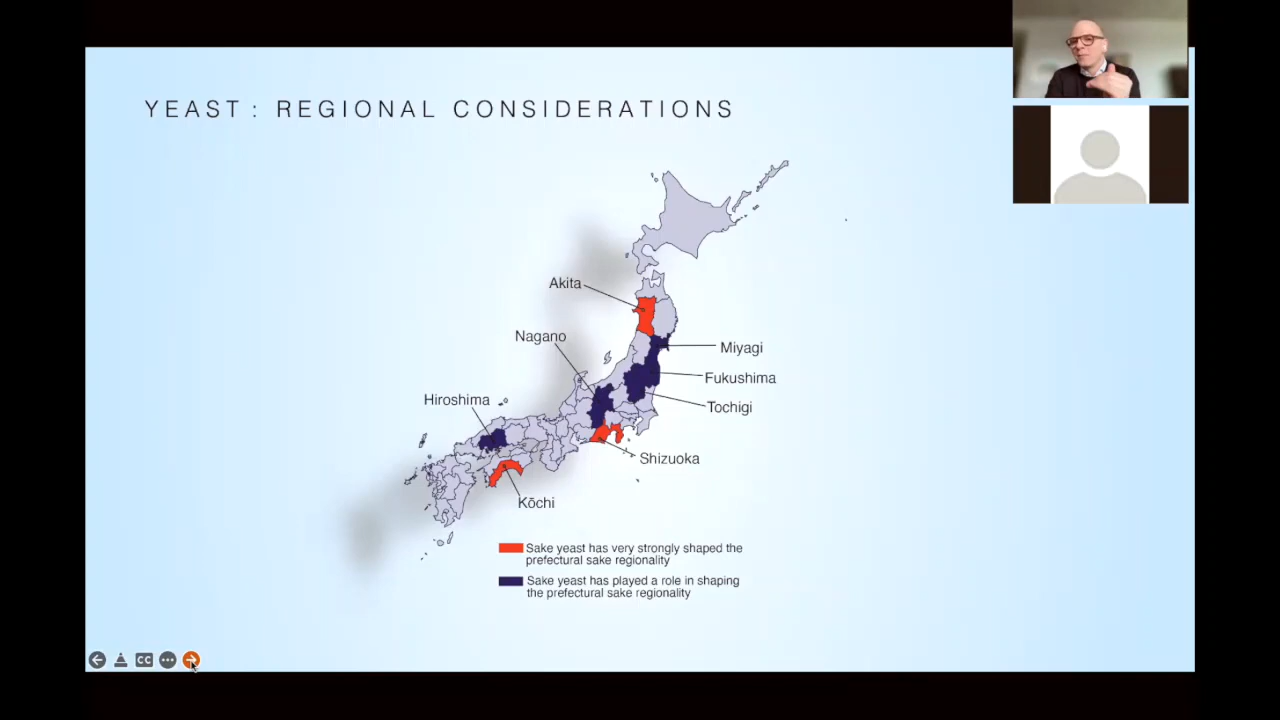 YEAST : REGIONAL CONSIDERATIONS
Akita
Nagano
Miyagi
Fukushima
Hiroshima
Tochigi
Shizuoka
Kōchi
Sake yeast has very strongly shaped the
prefectural sake regionality
Sake yeast has played a role in shaping
the prefectural sake regionality
CC